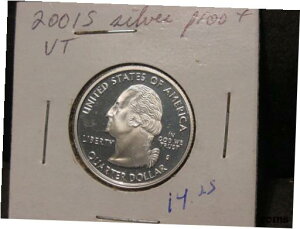 2001S silver proof
VT
UNITED STATES OF AMERICA
LIBERTY
IN
GOD WE
TRUST
S
QUARTER DOLLAR
14.25